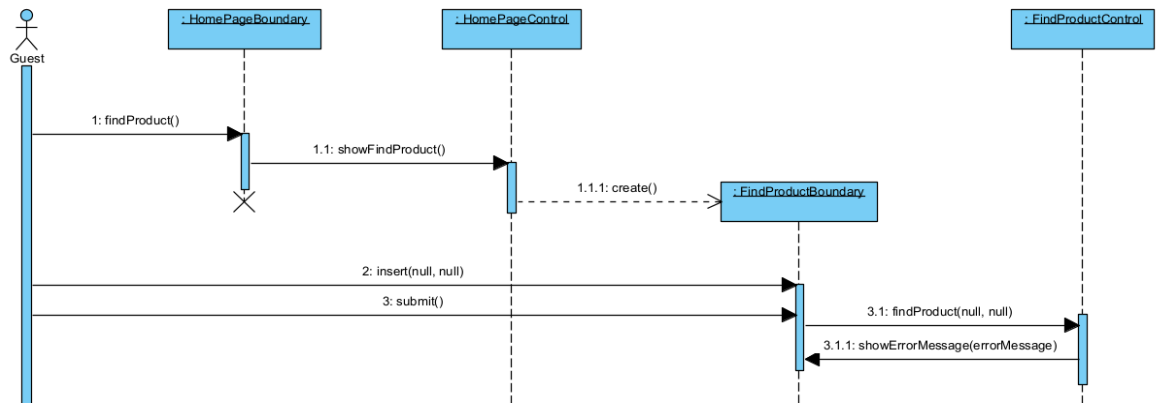 : HomePageBoundary
: HomePageControl
: FindProductControl
Guest
1: findProduct()
1.1: showFindProduct()
1.1.1: create()
: FindProductBoundary
2: insert(null, null)
3: submit()
3.1: findProduct(null, null)
3.1.1: showErrorMessage(errorMessage)